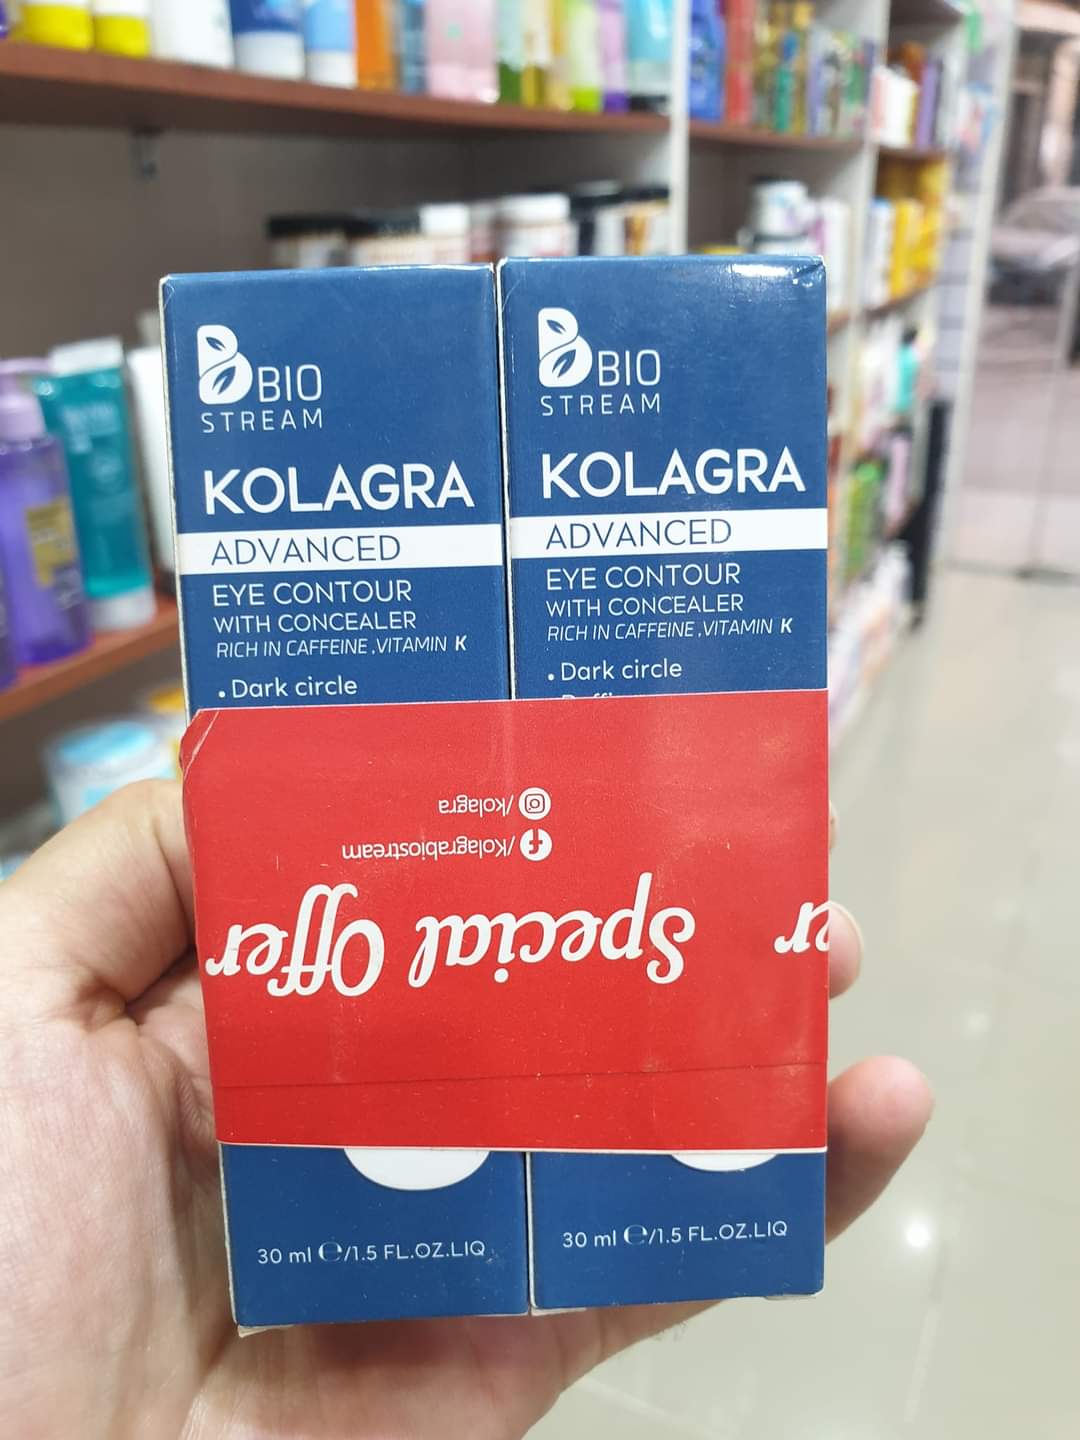 BIO
STREAM
KOLAGRA
ADVANCED
EYE CONTOUR
WITH CONCEALER
RICH IN CAFFEINE ,VITAMIN K
• Dark circle
BIO
STREAM
KOLAGRA
ADVANCED
EYE CONTOUR
WITH CONCEALER
RICH IN CAFFEINE ,VITAMIN K
• Dark circle
Special Offer
/Kolagrabiostream
/kolagra
30 ml ℮/1.5 FL.OZ.LIQ
30 ml ℮/1.5 FL.OZ.LIQ